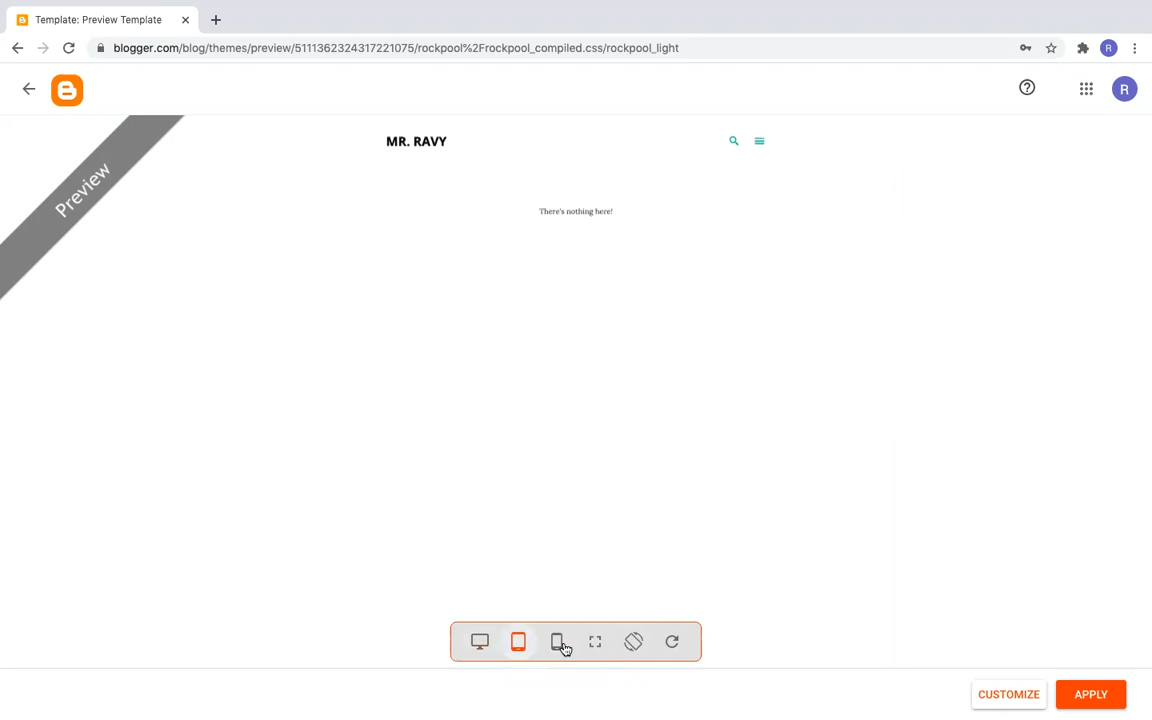 Template: Preview Template
blogger.com/blog/themes/preview/5111362324317221075/rockpool%2Frockpool_compiled.css/rockpool_light
R
R
Preview
MR. RAVY
There's nothing here!
CUSTOMIZE
APPLY